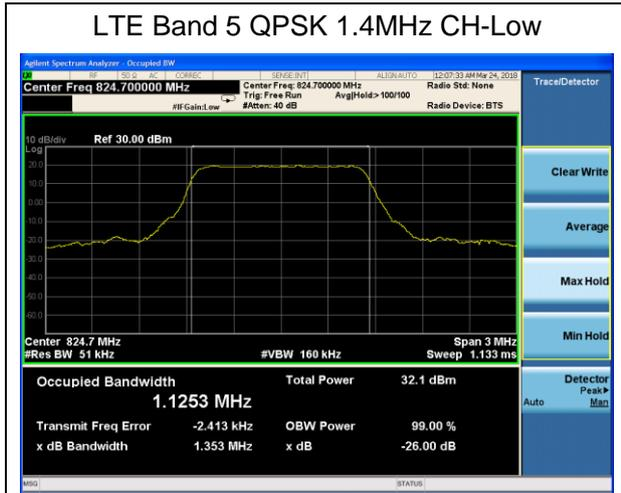 LTE Band 5 QPSK 1.4MHz CH-Low
Agilent Spectrum Analyzer - Occupied BW
RF 50 Ω AC CORREC SENSE:INT ALIGN AUTO 12:07:33 AM Mar 24, 2018
Center Freq 824.700000 MHz
Center Freq: 824.700000 MHz
Radio Std: None
Trig: Free Run Avg|Hold:> 100/100
#IFGain:Low #Atten: 40 dB Radio Device: BTS
Trace/Detector
10 dB/div Ref 30.00 dBm
Log
20.0
10.0
0.00
-10.0
-20.0
-30.0
-40.0
-50.0
-60.0
Clear Write
Average
Max Hold
Min Hold
Detector
Peak▶
Auto Man
Center 824.7 MHz Span 3 MHz
#Res BW 51 kHz #VBW 160 kHz Sweep 1.133 ms
Occupied Bandwidth Total Power 32.1 dBm
1.1253 MHz
Transmit Freq Error -2.413 kHz OBW Power 99.00 %
x dB Bandwidth 1.353 MHz x dB -26.00 dB
MSG STATUS